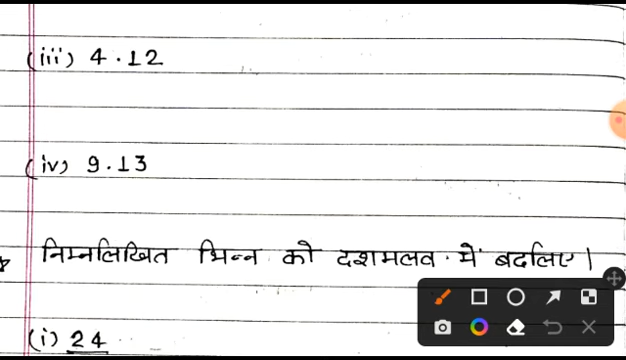 (iii) 4.12
(iv) 9.13
निम्नलिखित भिन्न को दशमलव में बदलिए।
(i) 24